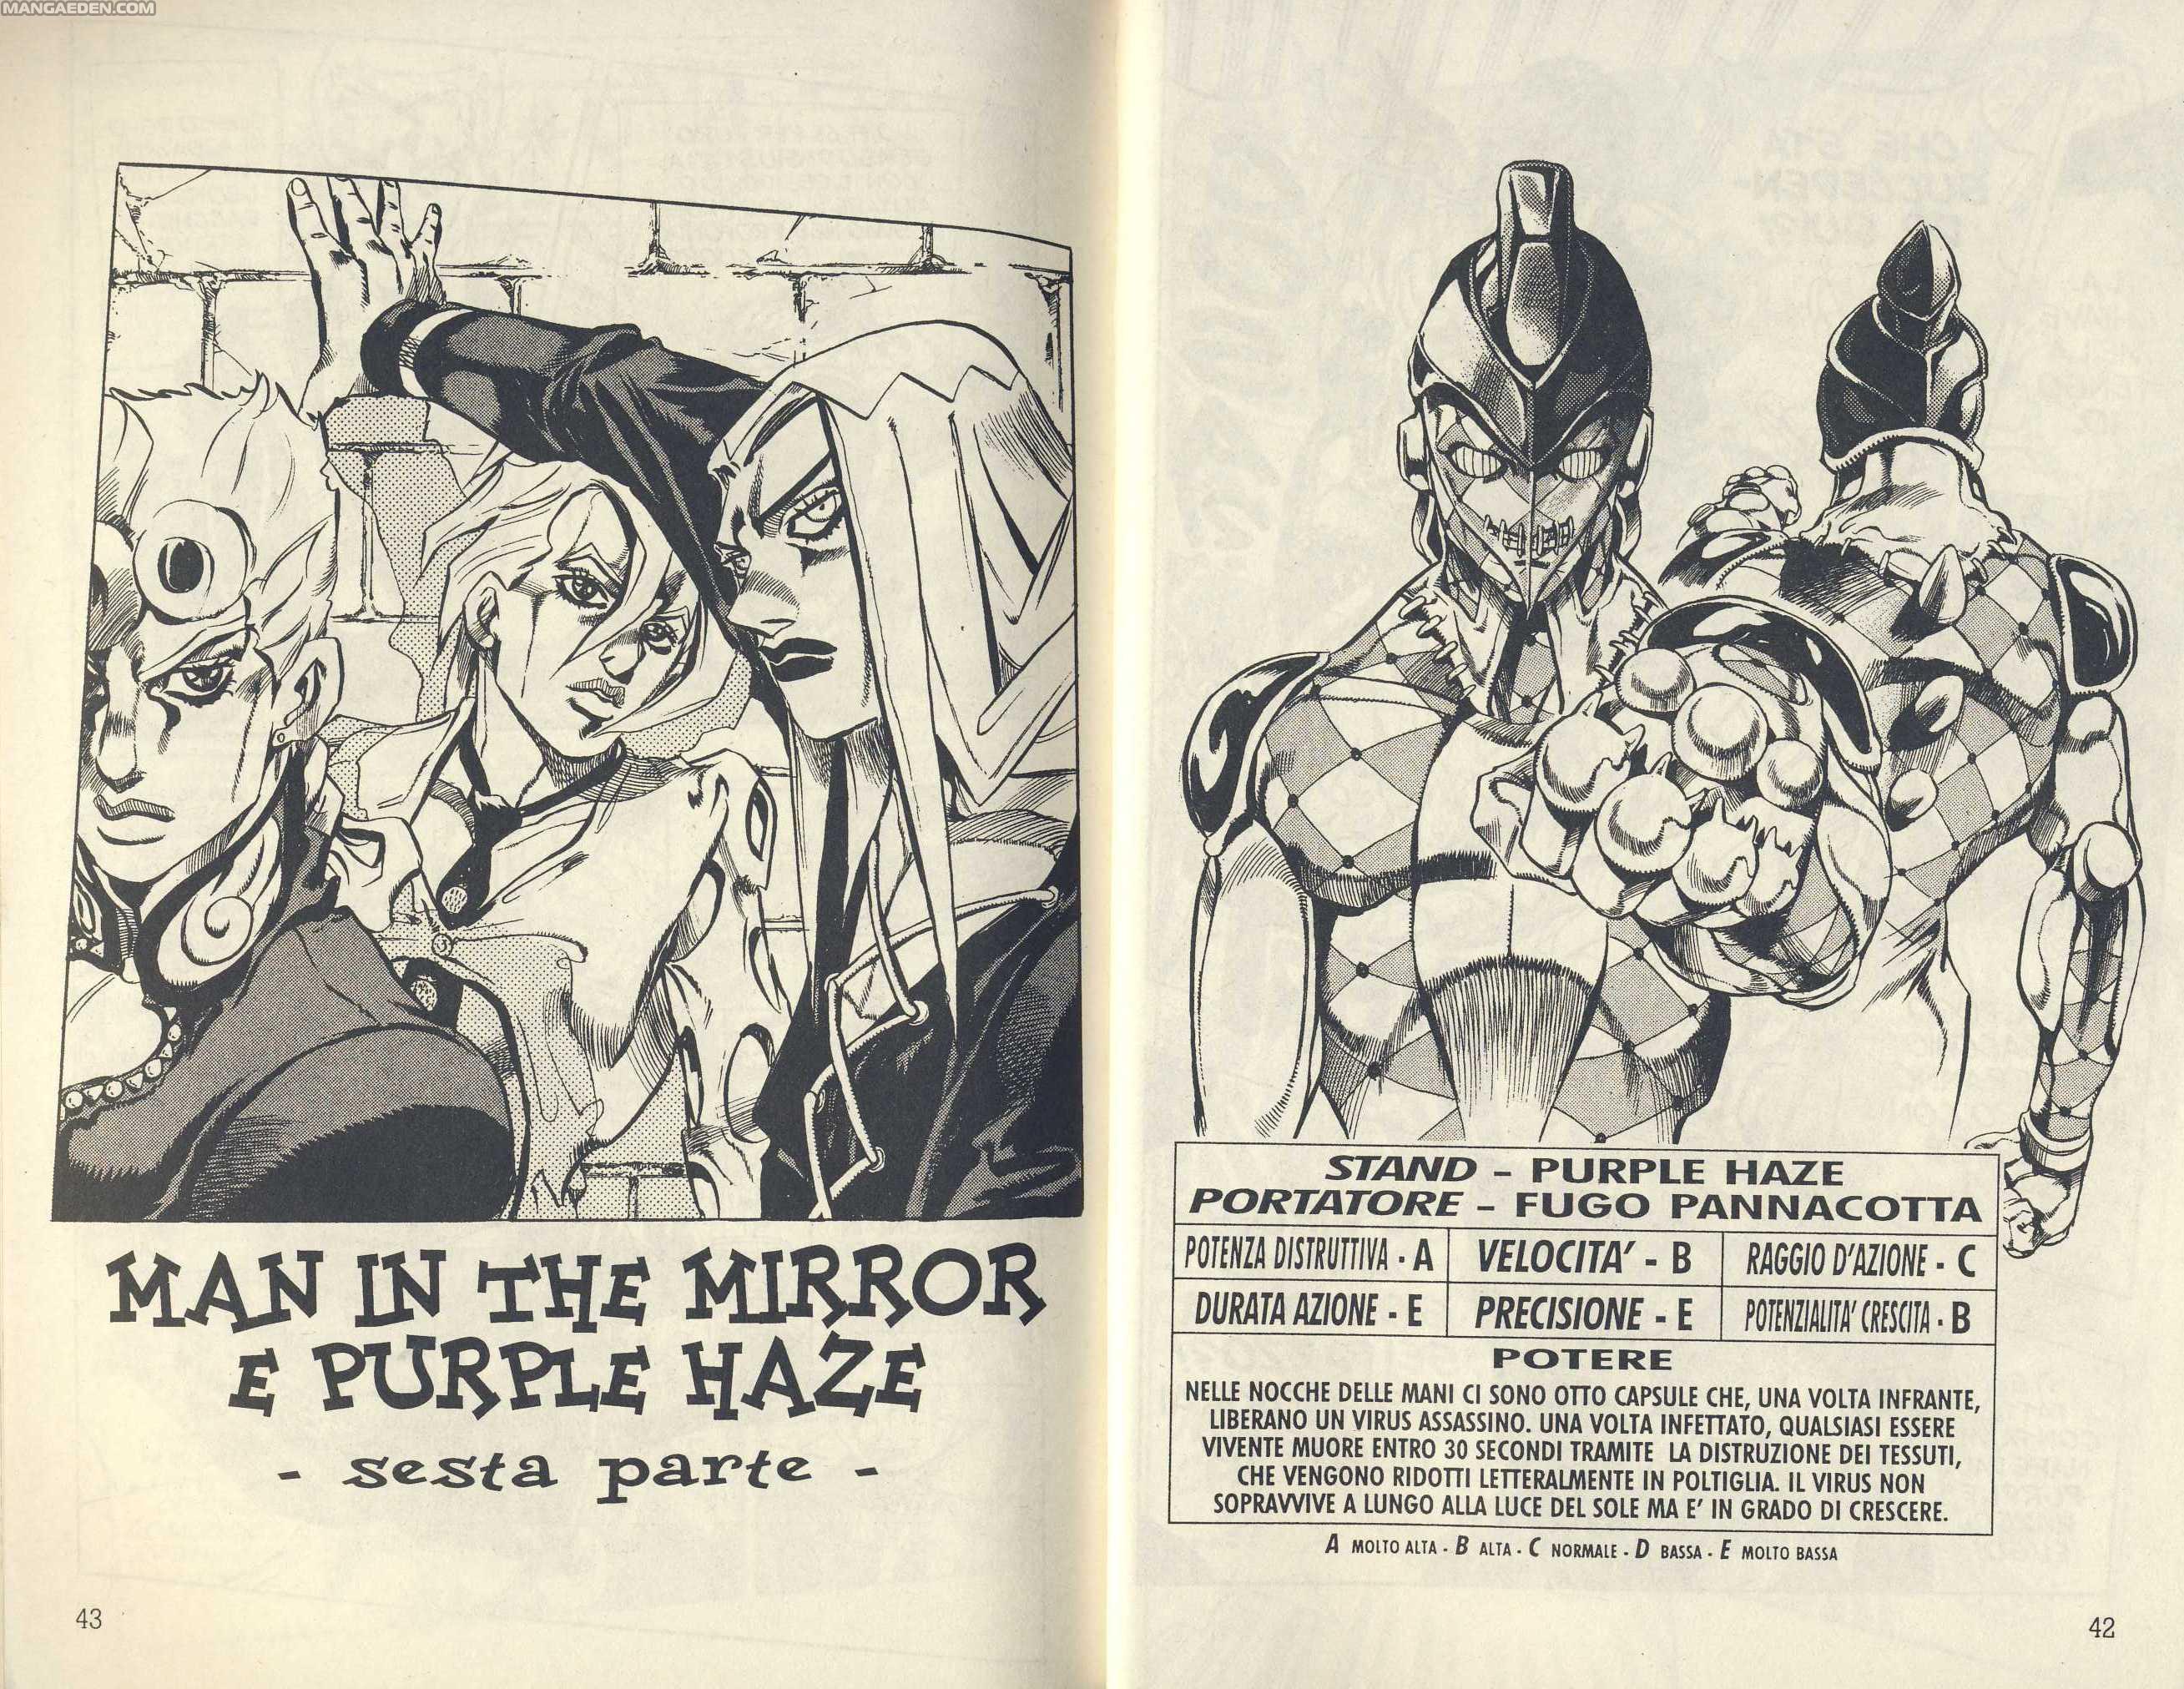 MANGAEDEN.COM
STAND - PURPLE HAZE
PORTATORE - FUGO PANNACOTTA
POTENZA DISTRUTTIVA - A
VELOCITA' - B
RAGGIO D'AZIONE - C
DURATA AZIONE - E
PRECISIONE - E
POTENZIALITA' CRESCITA - B
POTERE
NELLE NOCCHE DELLE MANI CI SONO OTTO CAPSULE CHE, UNA VOLTA INFRANTE,
LIBERANO UN VIRUS ASSASSINO. UNA VOLTA INFETTATO, QUALSIASI ESSERE
VIVENTE MUORE ENTRO 30 SECONDI TRAMITE LA DISTRUZIONE DEI TESSUTI,
CHE VENGONO RIDOTTI LETTERALMENTE IN POLTIGLIA. IL VIRUS NON
SOPRAVVIVE A LUNGO ALLA LUCE DEL SOLE MA E' IN GRADO DI CRESCERE.
A MOLTO ALTA - B ALTA - C NORMALE - D BASSA - E MOLTO BASSA
42
MAN IN THE MIRROR
E PURPLE HAZE
- sesta parte -
43